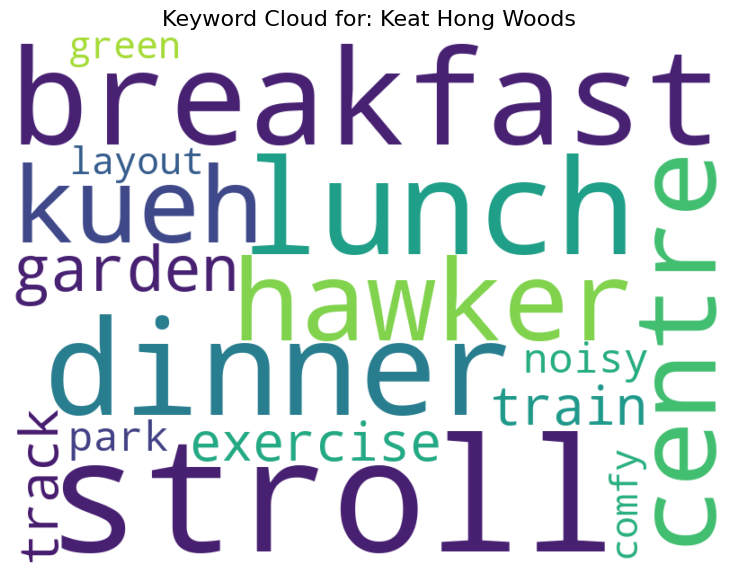 Keyword Cloud for: Keat Hong Woods
green
breakfast
layout
kueh
lunch
centre
garden
hawker
dinner
noisy
train
track
park
exercise
stroll
comfy